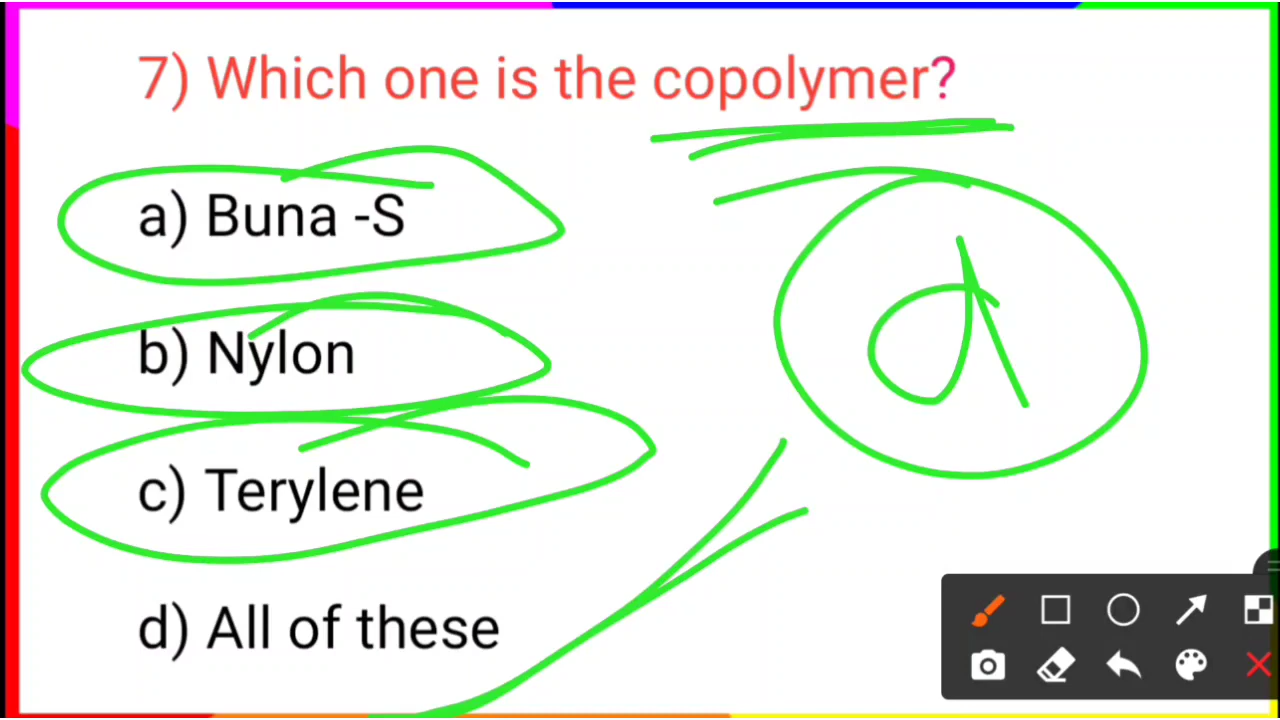 7) Which one is the copolymer?
a) Buna -S
d
b) Nylon
c) Terylene
d) All of these